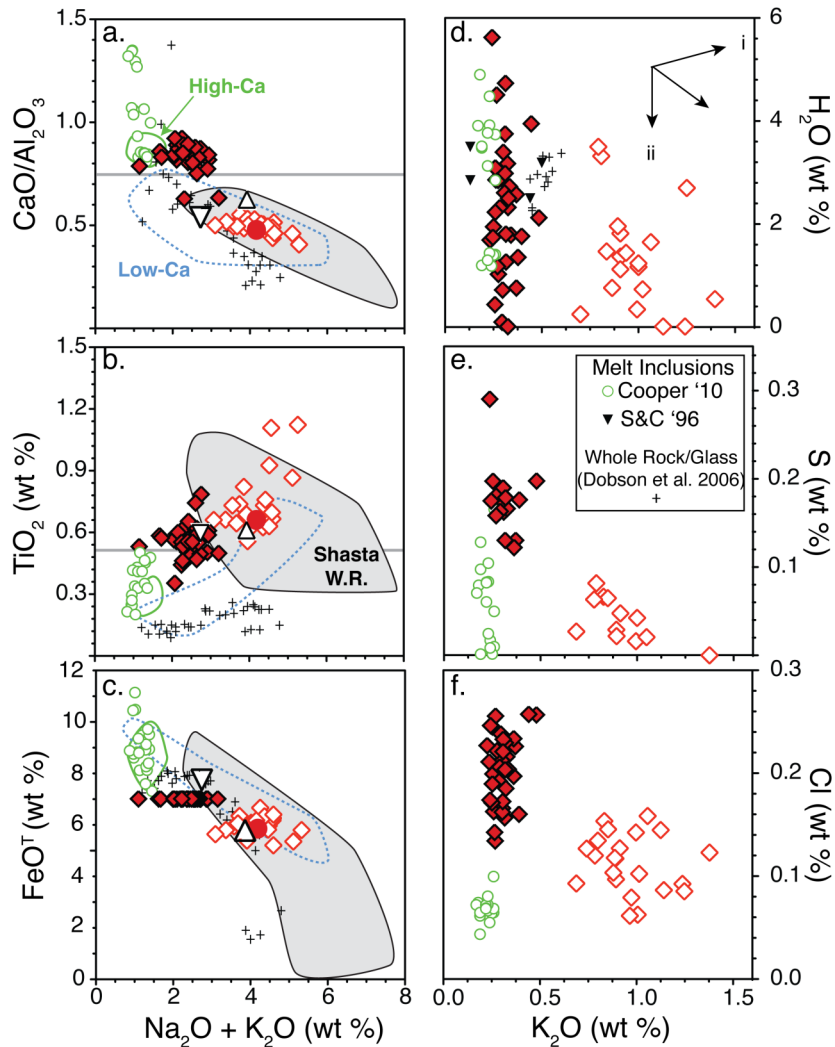 a.
CaO/Al₂O₃
1.5
1.0
0.5
0.0
High-Ca
Low-Ca
b.
TiO₂ (wt %)
1.5
1.2
0.9
0.6
0.3
0.0
Shasta
W.R.
c.
FeOᵀ (wt %)
12
10
8
6
4
2
0
0 2 4 6 8
Na₂O + K₂O (wt %)
d.
i
ii
6
4
2
0
H₂O (wt %)
e.
Melt Inclusions
Cooper ‘10
S&C ‘96
Whole Rock/Glass
(Dobson et al. 2006)
+
0.3
0.2
0.1
S (wt %)
f.
0.3
0.2
0.1
0.0
Cl (wt %)
0.0 0.5 1.0 1.5
K₂O (wt %)